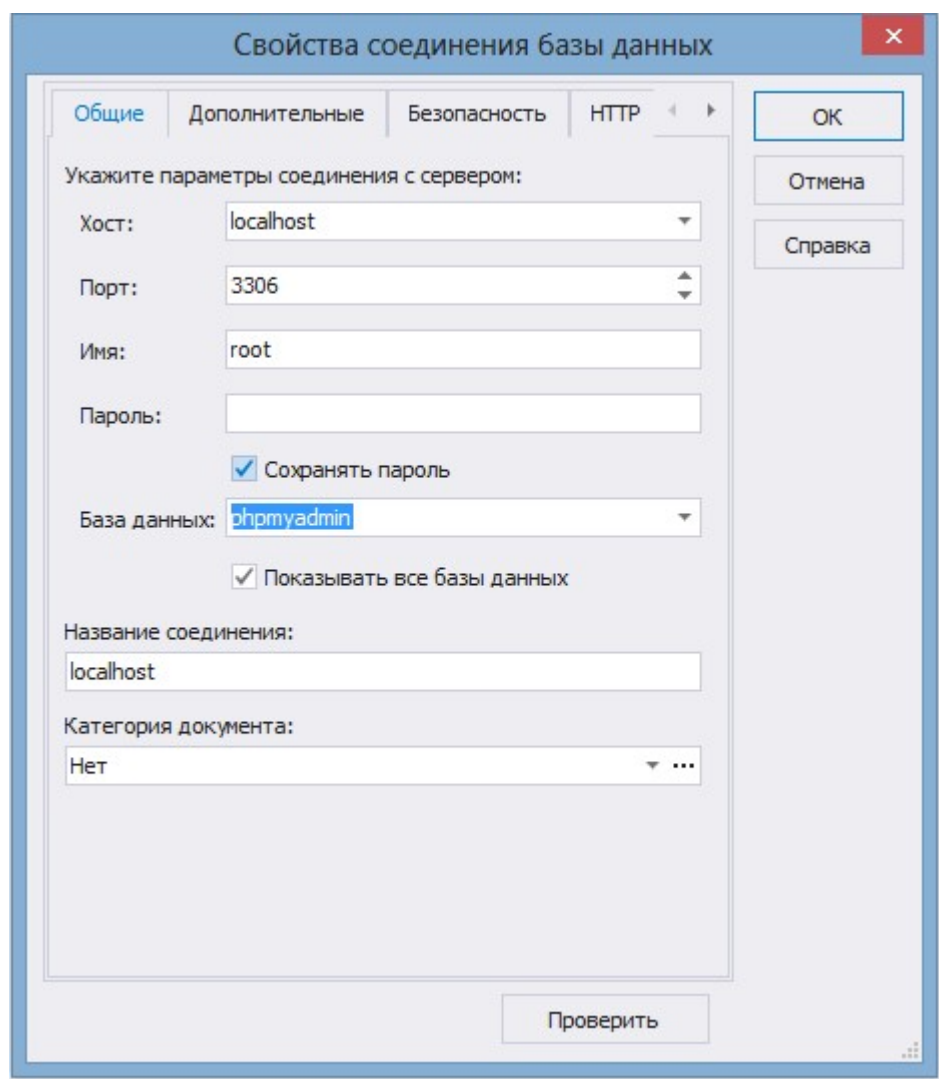 Свойства соединения базы данных
Общие Дополнительные Безопасность HTTP
OK
Укажите параметры соединения с сервером:
Отмена
Хост: localhost
Справка
Порт: 3306
Имя: root
Пароль:
Сохранять пароль
База данных: phpmyadmin
Показывать все базы данных
Название соединения:
localhost
Категория документа:
Нет ...
Проверить